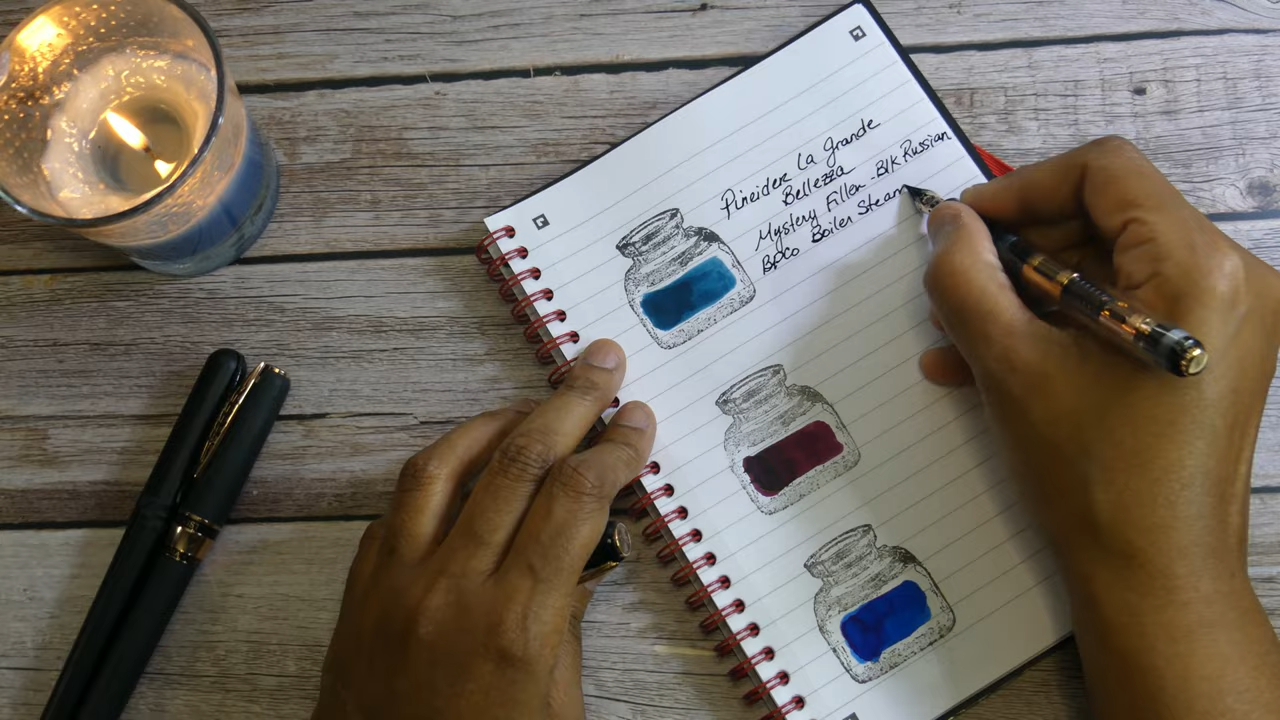 Pineider La Grande
Bellezza
Mystery Filler - Blk Russian
BpCo Boiler Steam